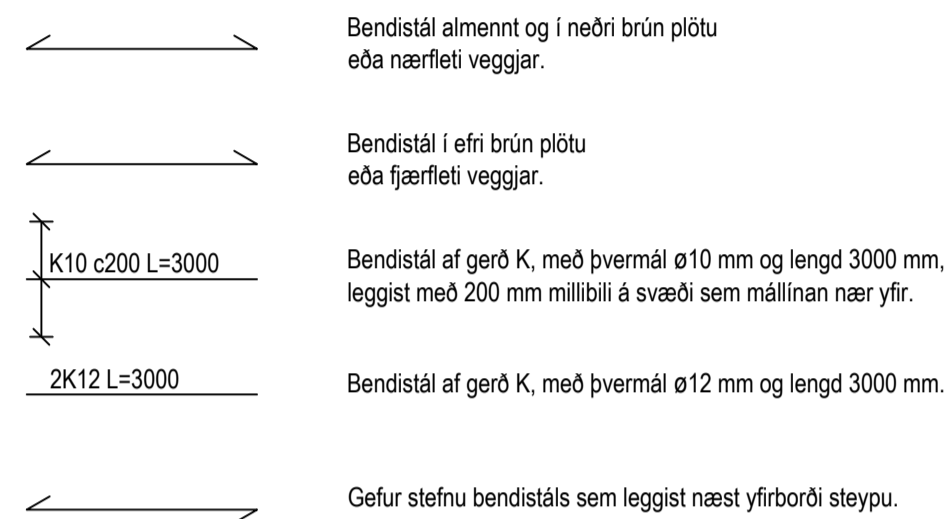 Bendistál almennt og í neðri brún plötu
eða nærfleti veggjar.
Bendistál í efri brún plötu
eða fjærfleti veggjar.
K10 c200 L=3000
Bendistál af gerð K, með þvermál ø10 mm og lengd 3000 mm,
leggist með 200 mm millibili á svæði sem mállínan nær yfir.
2K12 L=3000
Bendistál af gerð K, með þvermál ø12 mm og lengd 3000 mm.
Gefur stefnu bendistáls sem leggist næst yfirborði steypu.